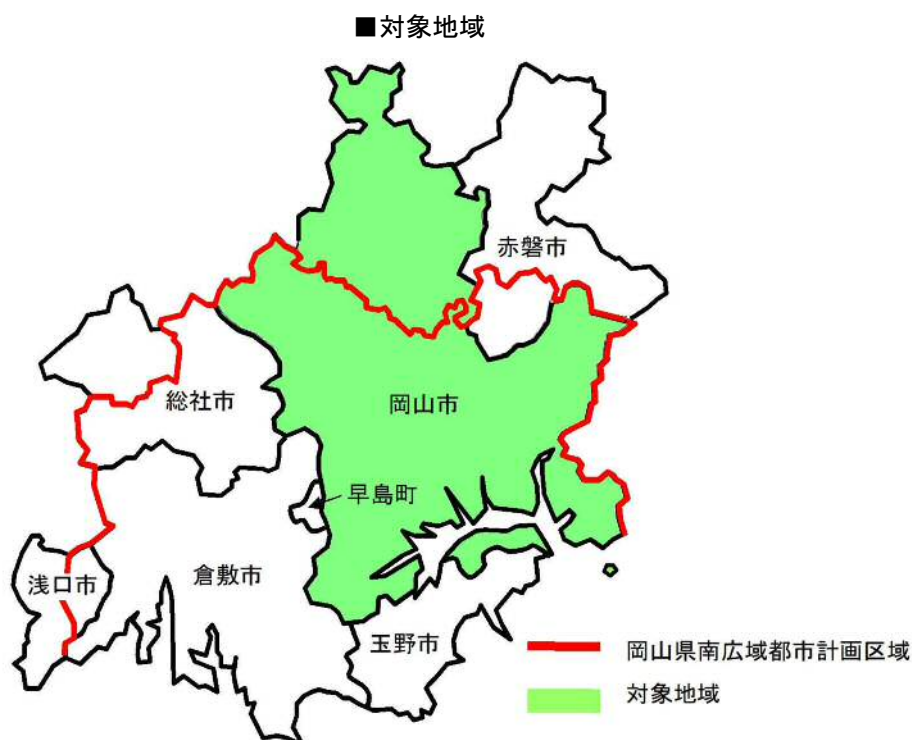 ■対象地域
赤磐市
総社市
岡山市
早島町
浅口市
倉敷市
玉野市
岡山県南広域都市計画区域
対象地域